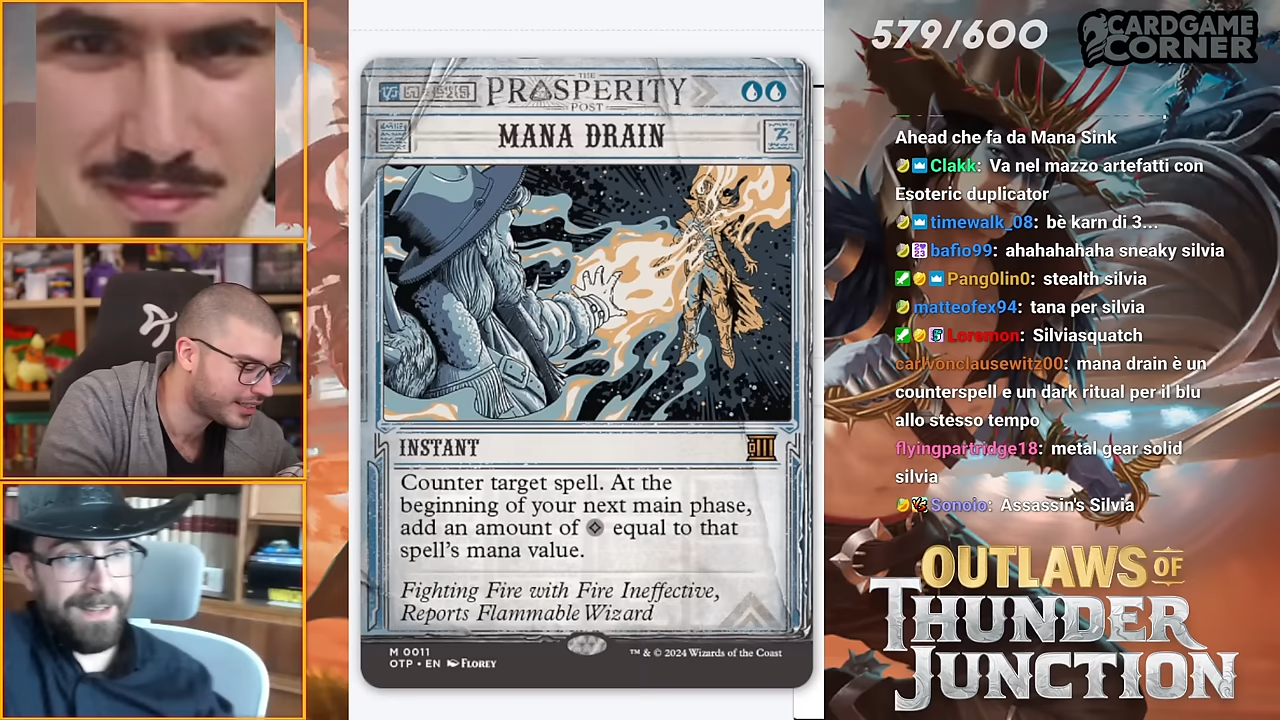 579/600
CARDGAME
CORNER
THE
PROSPERITY
POST
MANA DRAIN
INSTANT
Counter target spell. At the
beginning of your next main phase,
add an amount of equal to that
spell's mana value.
Fighting Fire with Fire Ineffective,
Reports Flammable Wizard
M 0011
OTP • EN FLOREY
™ & © 2024 Wizards of the Coast
Ahead che fa da Mana Sink
Clakk: Va nel mazzo artefatti con
Esoteric duplicator
timewalk_08: bè karn di 3...
bafio99: ahahahahaha sneaky silvia
Pang0lin0: stealth silvia
matteofex94: tana per silvia
Loremon: Silviasquatch
carlvonclausewitz00: mana drain è un
counterspell e un dark ritual per il blu
allo stesso tempo
flyingpartridge18: metal gear solid
silvia
Sonoio: Assassin's Silvia
OUTLAWS OF
THUNDER
JUNCTION